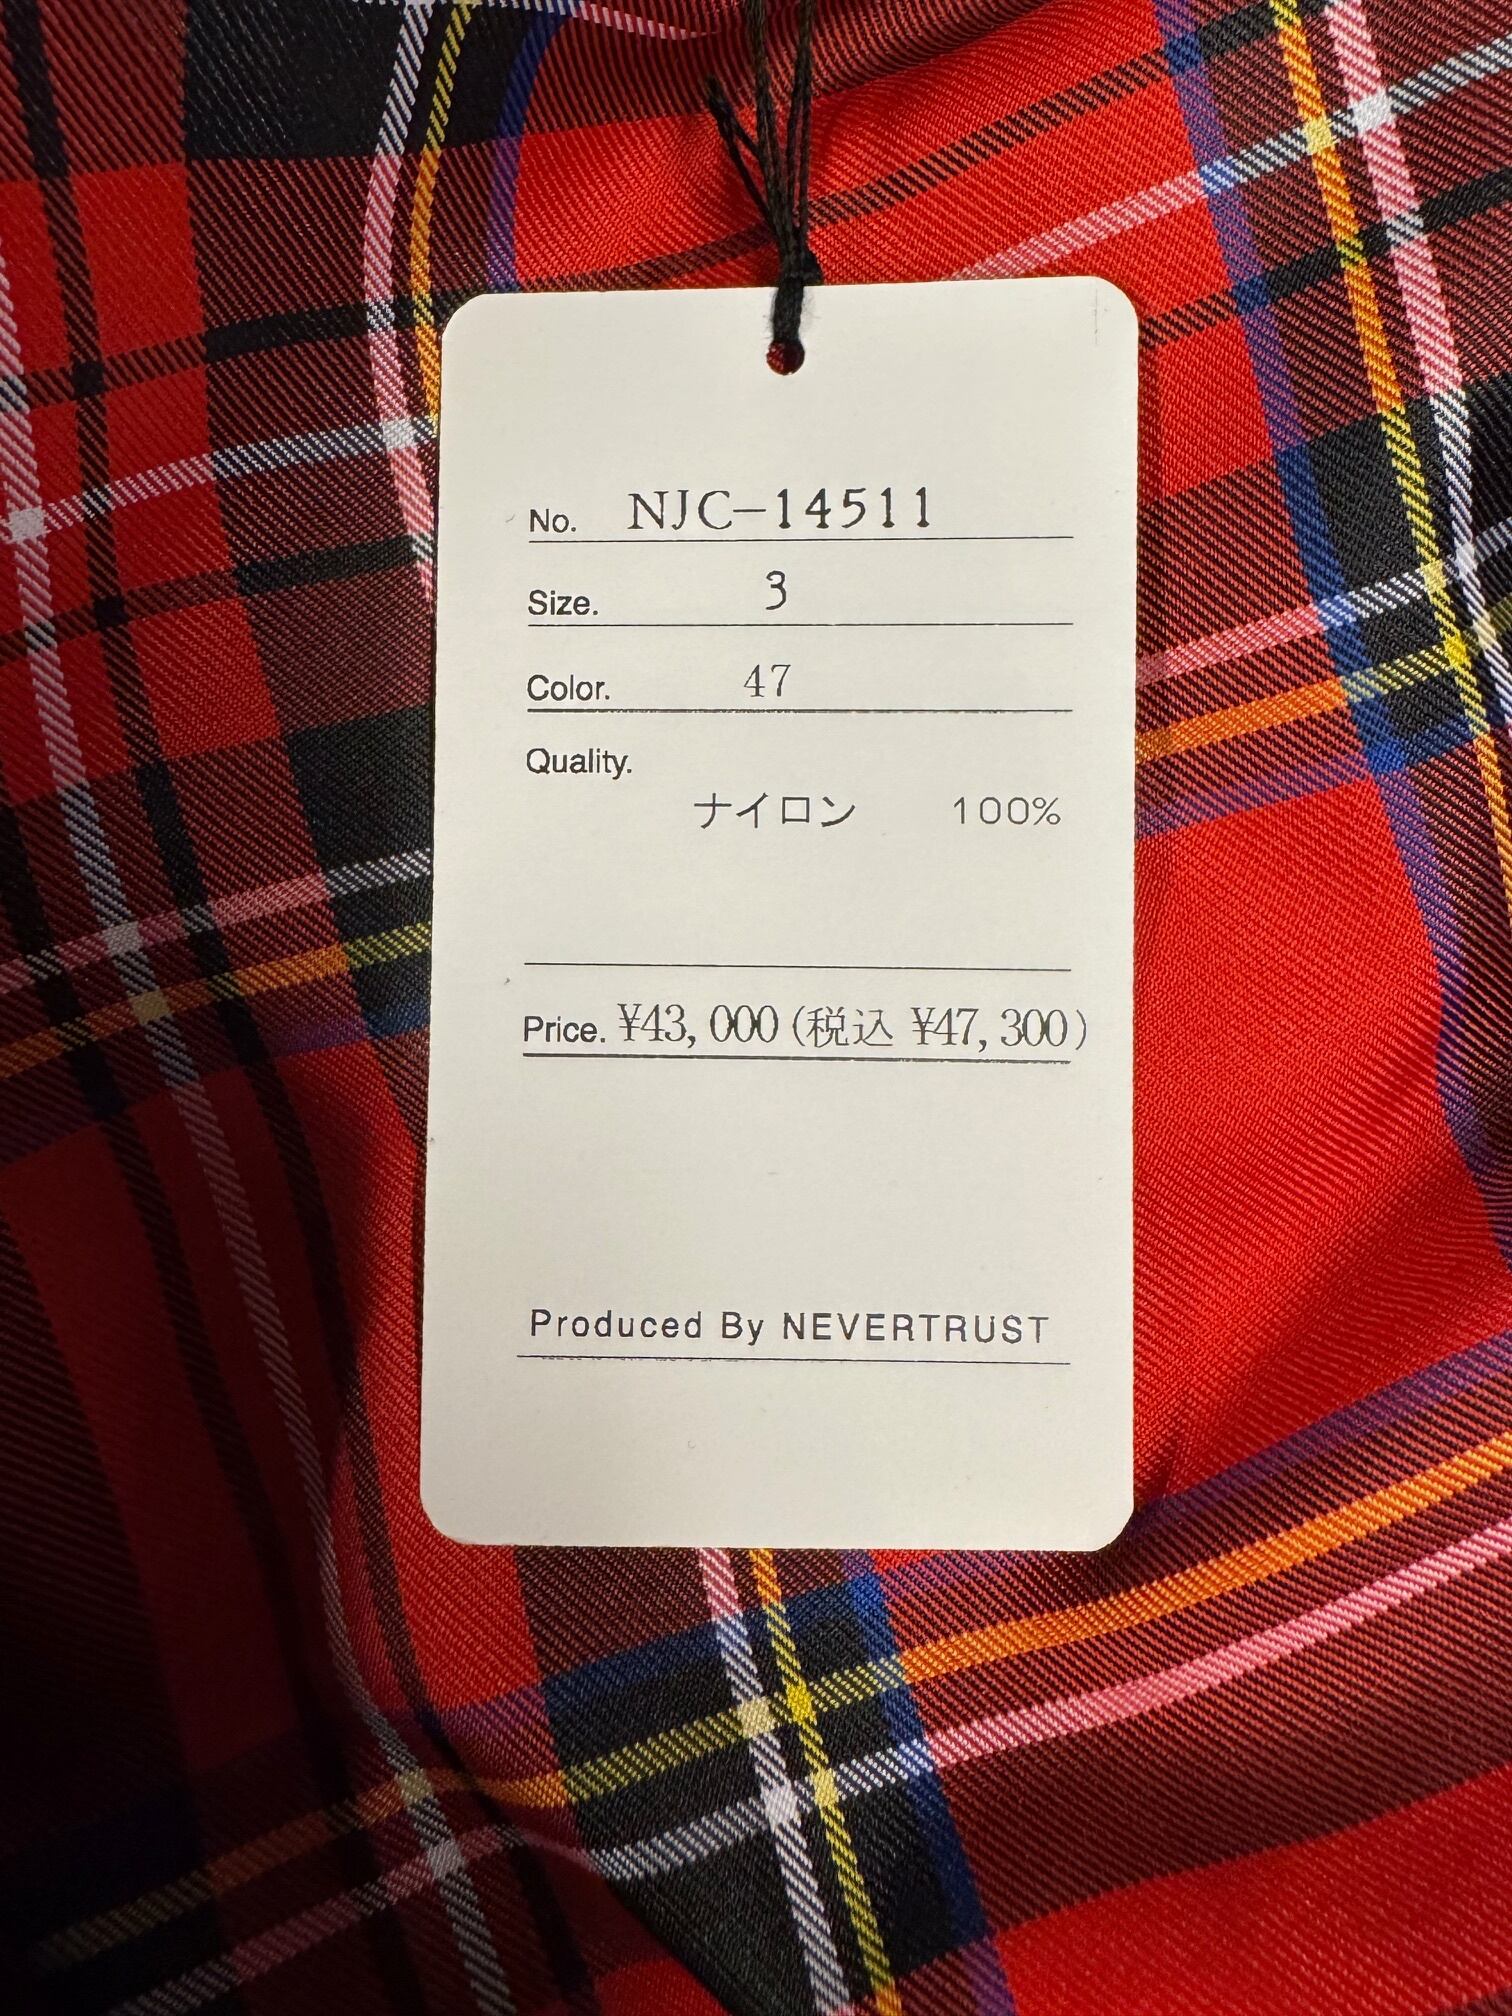 No. NJC-14511
Size. 3
Color. 47
Quality.
ナイロン 100%
Price. ¥43,000(税込 ¥47,300)
Produced By NEVERTRUST